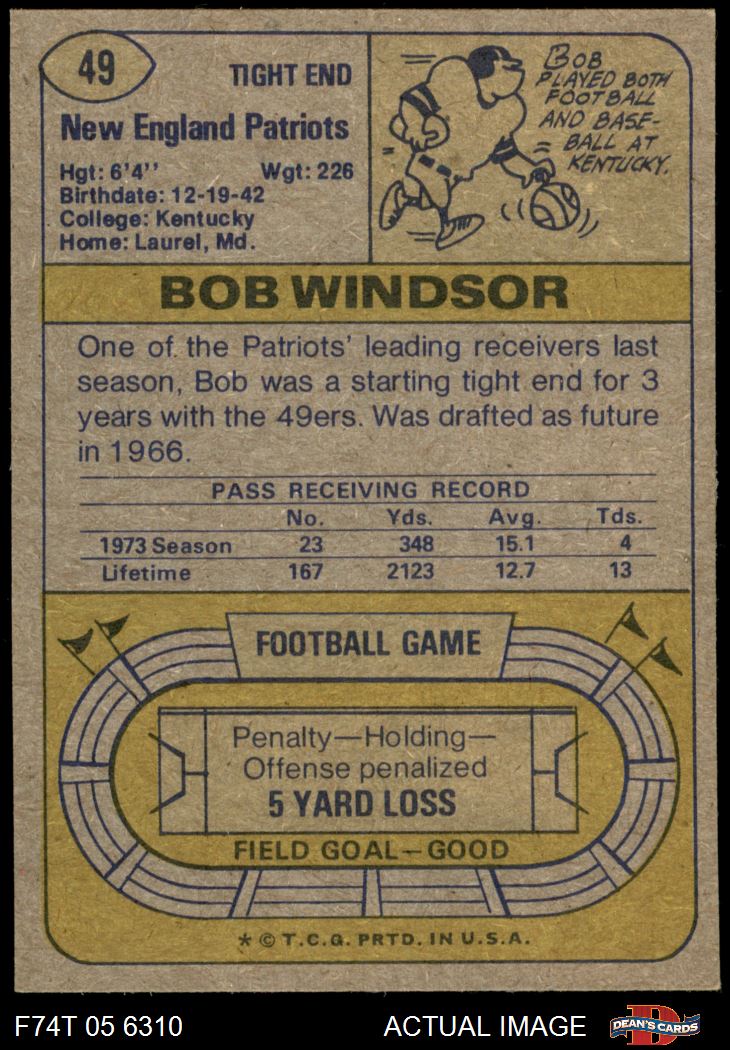 49
TIGHT END
New England Patriots
Hgt: 6'4'' Wgt: 226
Birthdate: 12-19-42
College: Kentucky
Home: Laurel, Md.
BOB
PLAYED BOTH
FOOTBALL
AND BASE-
BALL AT
KENTUCKY.
BOB WINDSOR
One of the Patriots' leading receivers last
season, Bob was a starting tight end for 3
years with the 49ers. Was drafted as future
in 1966.
PASS RECEIVING RECORD
No. Yds. Avg. Tds.
1973 Season 23 348 15.1 4
Lifetime 167 2123 12.7 13
FOOTBALL GAME
Penalty—Holding—
Offense penalized
5 YARD LOSS
FIELD GOAL—GOOD
* © T.C.G. PRTD. IN U.S.A.
F74T 05 6310 ACTUAL IMAGE D DEAN'S CARDS